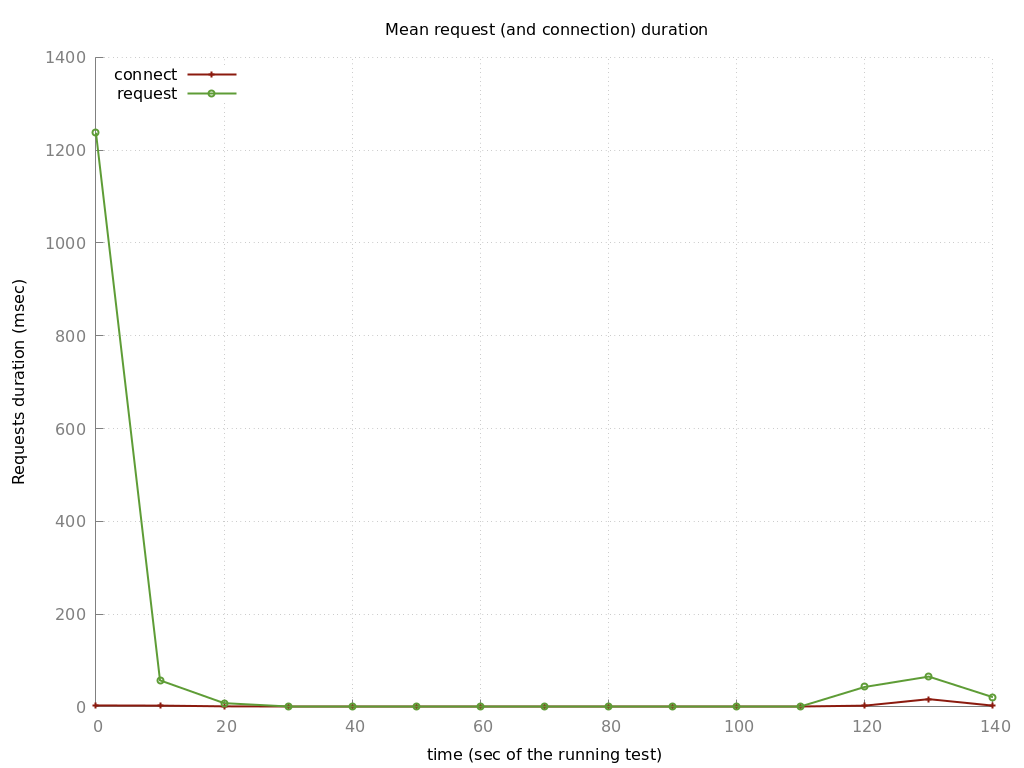 Mean request (and connection) duration
1400
connect
request
1200
1000
800
600
400
200
0
Requests duration (msec)
0 20 40 60 80 100 120 140
time (sec of the running test)